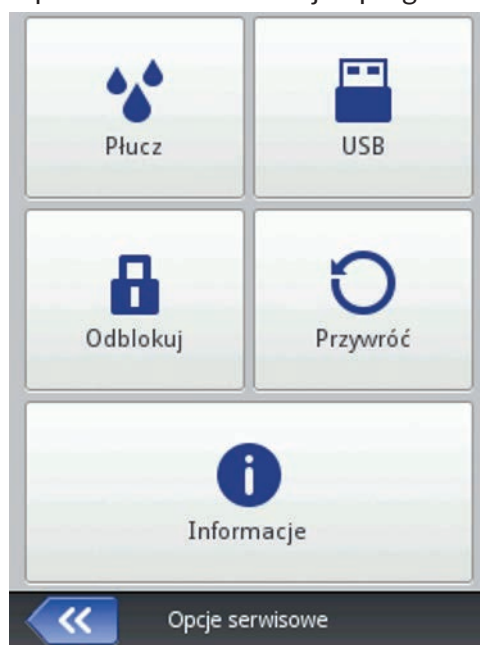 Płucz
USB
Odblokuj
Przywróć
Informacje
Opcje serwisowe